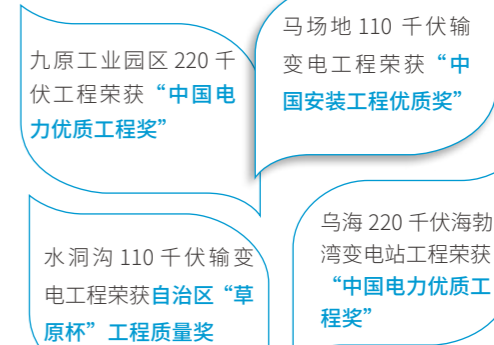 九原工业园区 220 千
伏工程荣获“中国电
力优质工程奖”
马场地 110 千伏输
变电工程荣获“中
国安装工程优质奖”
水洞沟 110 千伏输变
电工程荣获自治区“草
原杯”工程质量奖
乌海 220 千伏海勃
湾变电站工程荣获
“中国电力优质工
程奖”